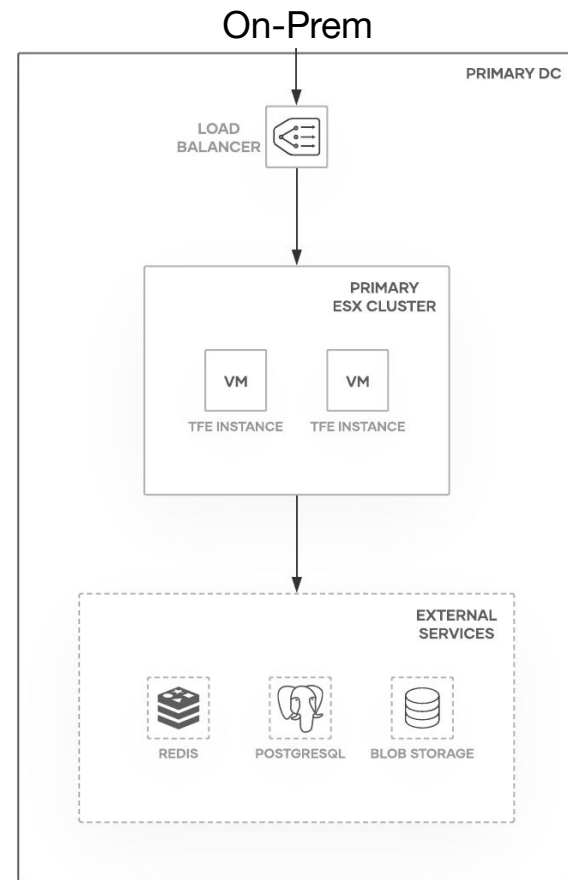 On-Prem
PRIMARY DC
LOAD
BALANCER
PRIMARY
ESX CLUSTER
VM
VM
TFE INSTANCE
TFE INSTANCE
EXTERNAL
SERVICES
REDIS
POSTGRESQL
BLOB STORAGE